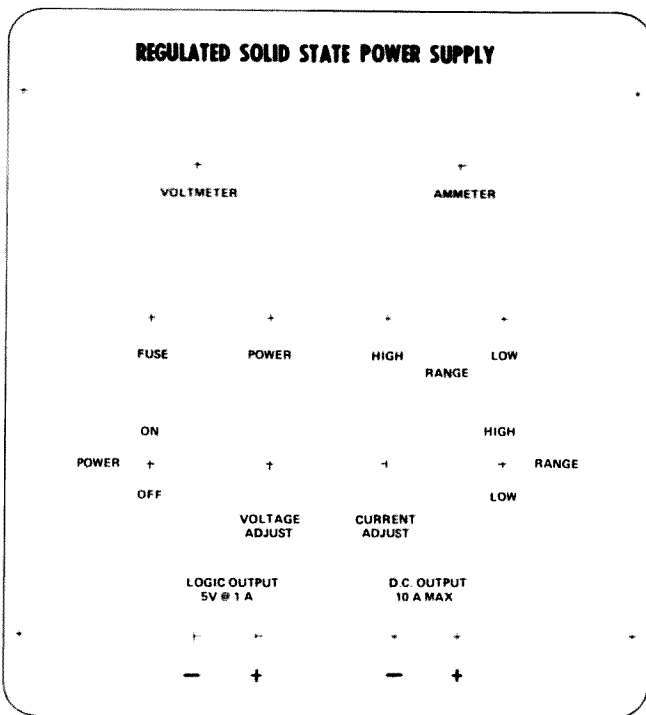 REGULATED SOLID STATE POWER SUPPLY
VOLTMETER
AMMETER
FUSE
POWER
HIGH
LOW
RANGE
ON
HIGH
POWER
RANGE
OFF
LOW
VOLTAGE
ADJUST
CURRENT
ADJUST
LOGIC OUTPUT
5V @ 1 A
D.C. OUTPUT
10 A MAX
− + − +